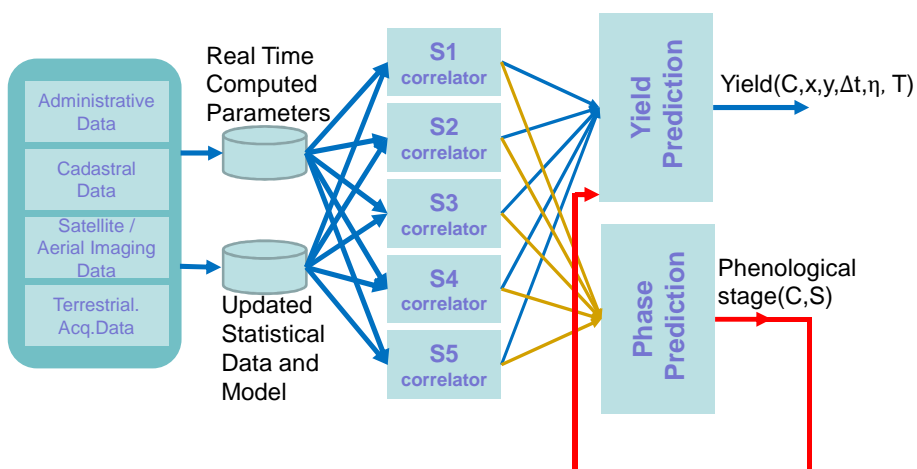 Administrative
Data
Cadastral
Data
Satellite /
Aerial Imaging
Data
Terrestrial.
Acq.Data
Real Time
Computed
Parameters
Updated
Statistical
Data and
Model
S1
correlator
S2
correlator
S3
correlator
S4
correlator
S5
correlator
Yield
Prediction
Phase
Prediction
Yield(C,x,y,Δt,η, T)
Phenological
stage(C,S)